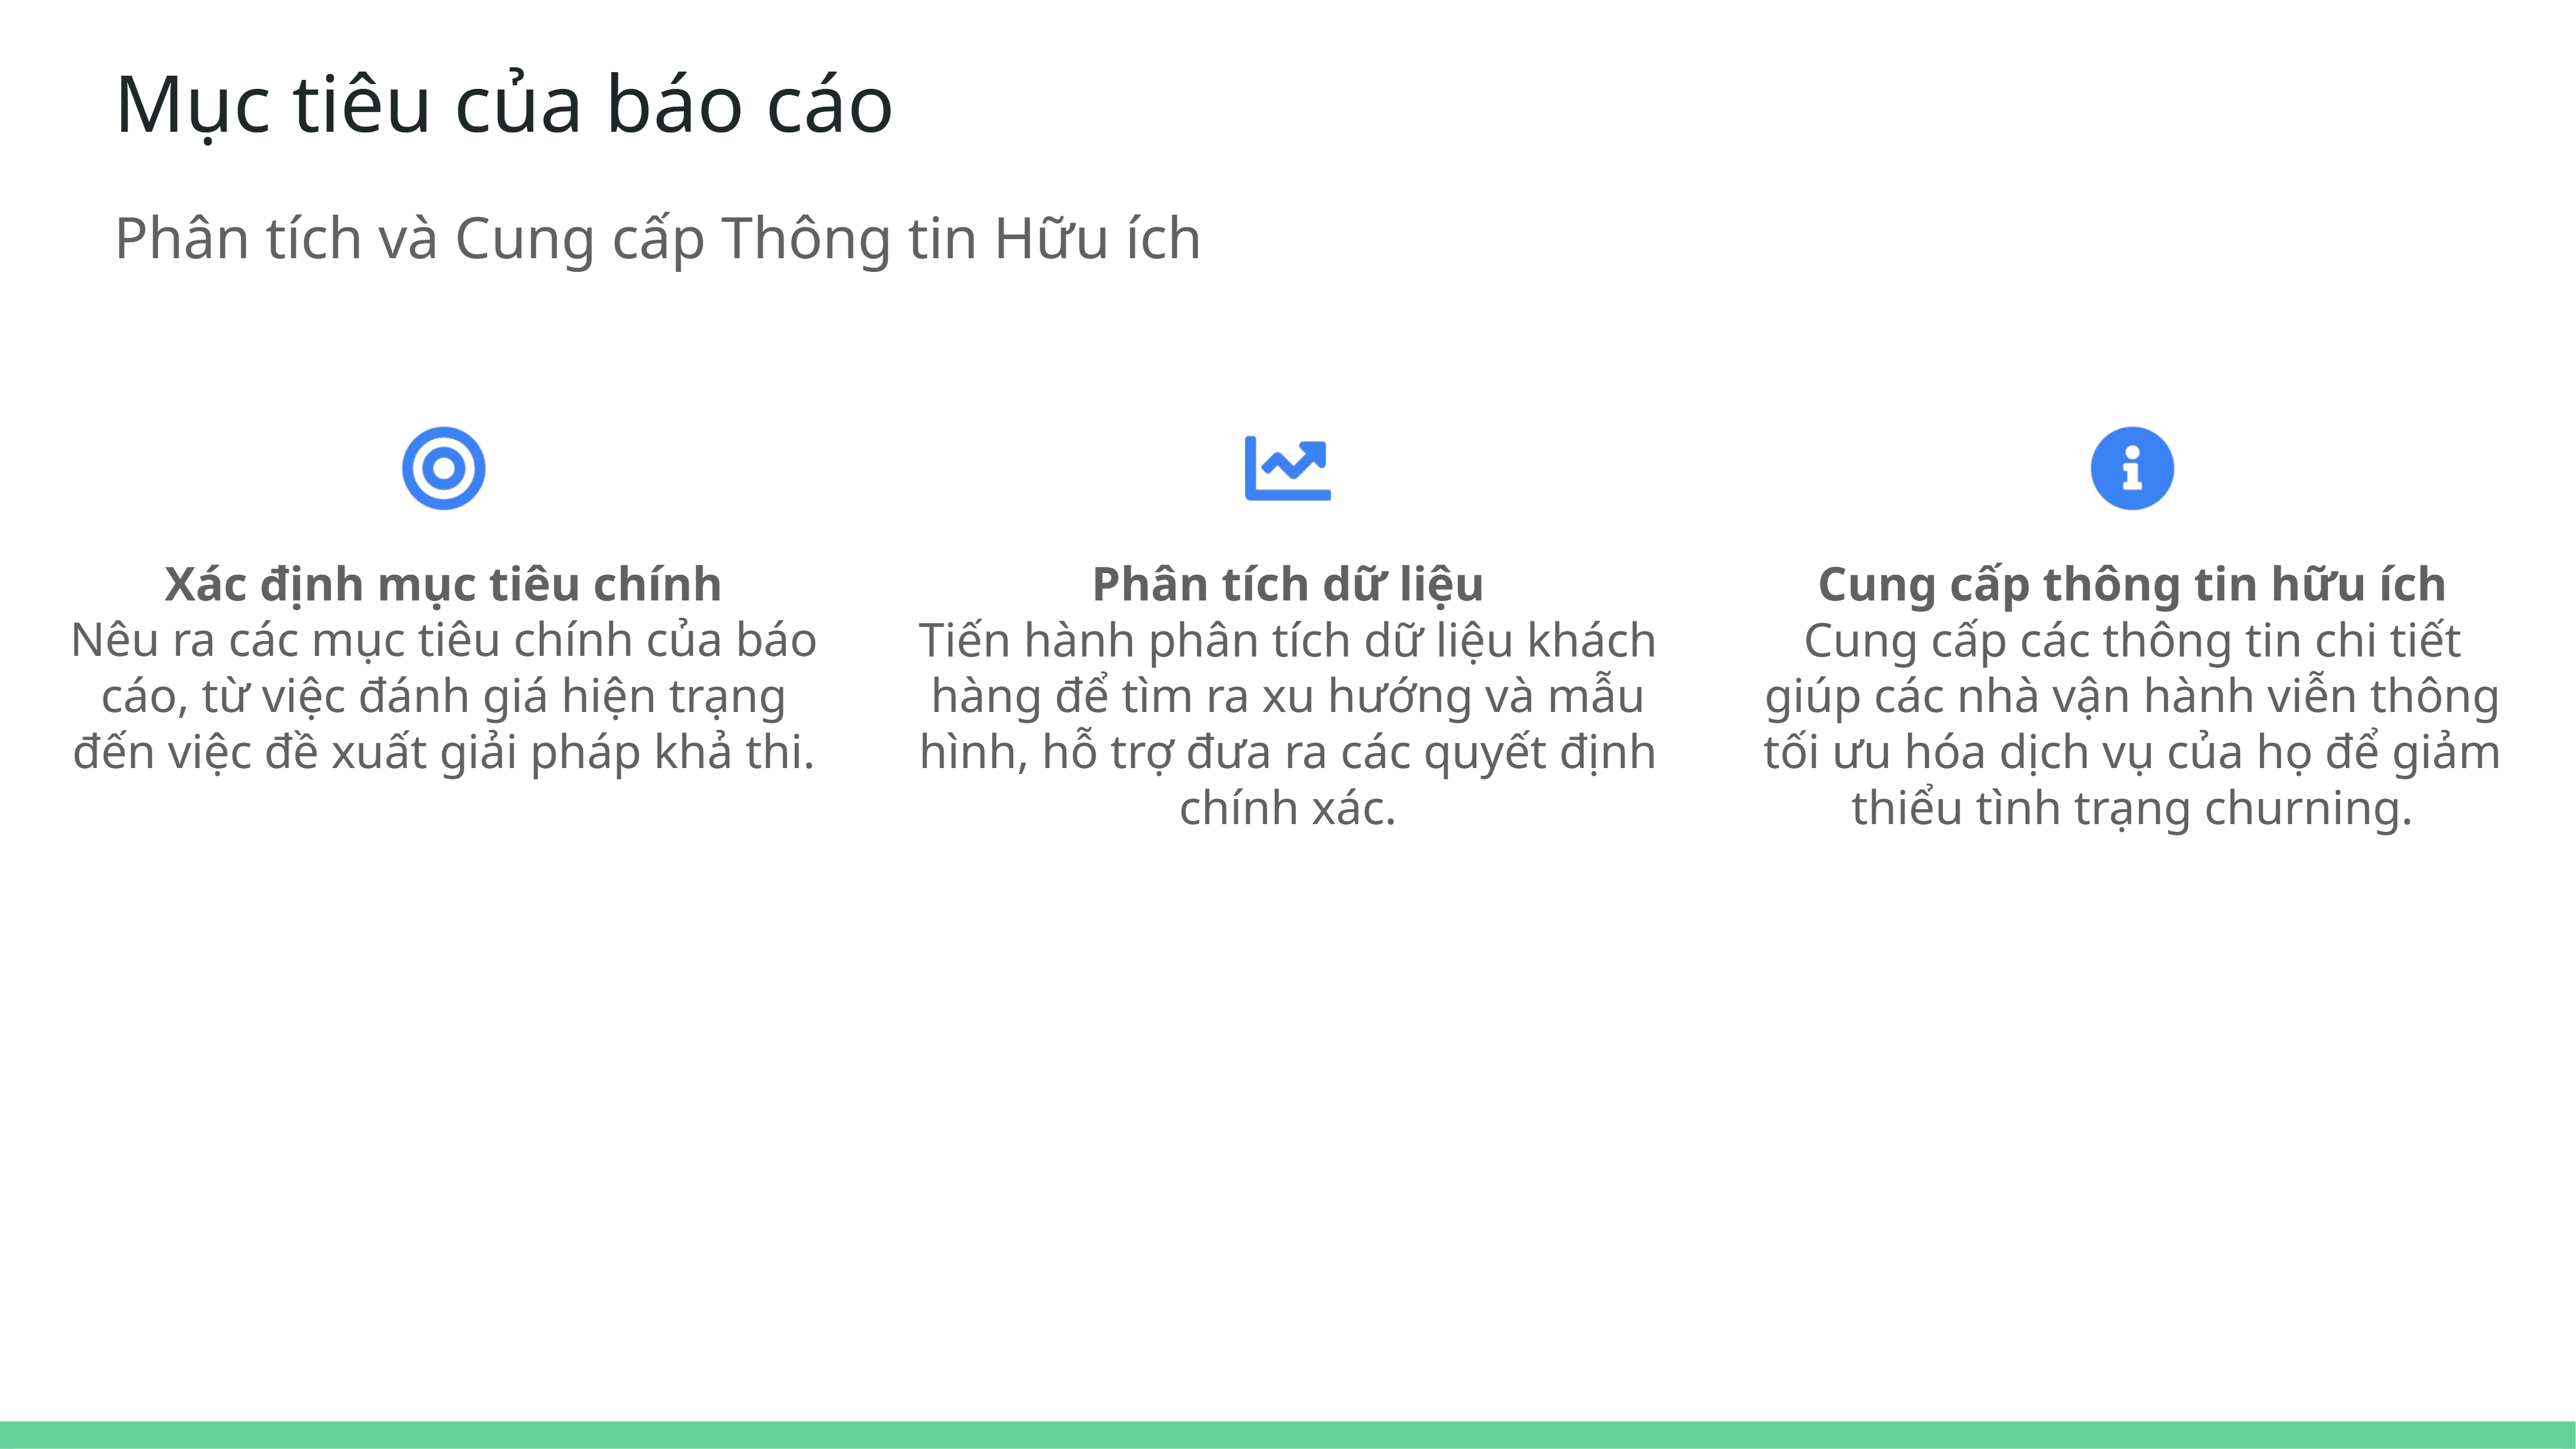 Mục tiêu của báo cáo
Phân tích và Cung cấp Thông tin Hữu ích
Xác định mục tiêu chính
Nêu ra các mục tiêu chính của báo
cáo, từ việc đánh giá hiện trạng
đến việc đề xuất giải pháp khả thi.
Phân tích dữ liệu
Tiến hành phân tích dữ liệu khách
hàng để tìm ra xu hướng và mẫu
hình, hỗ trợ đưa ra các quyết định
chính xác.
Cung cấp thông tin hữu ích
Cung cấp các thông tin chi tiết
giúp các nhà vận hành viễn thông
tối ưu hóa dịch vụ của họ để giảm
thiểu tình trạng churning.